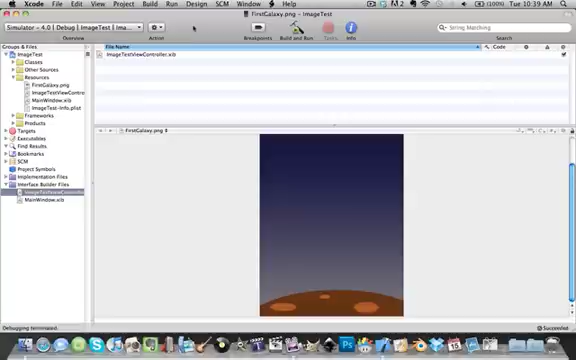 Xcode File Edit View Project Build Run Design SCM Window Help
Tue 10:39 AM
FirstGalaxy.png – ImageTest
Simulator - 4.0 | Debug | ImageTest | Ima...
Overview
Action
Breakpoints
Build and Run
Tasks
Info
String Matching
Search
Groups & Files
ImageTest
Classes
Other Sources
Resources
FirstGalaxy.png
ImageTestViewContro
MainWindow.xib
ImageTest-Info.plist
Frameworks
Products
Targets
Executables
Find Results
Bookmarks
SCM
Project Symbols
Implementation Files
Interface Builder Files
MainWindow.xib
File Name
Code
ImageTestViewController.xib
FirstGalaxy.png
Debugging terminated.
Succeeded